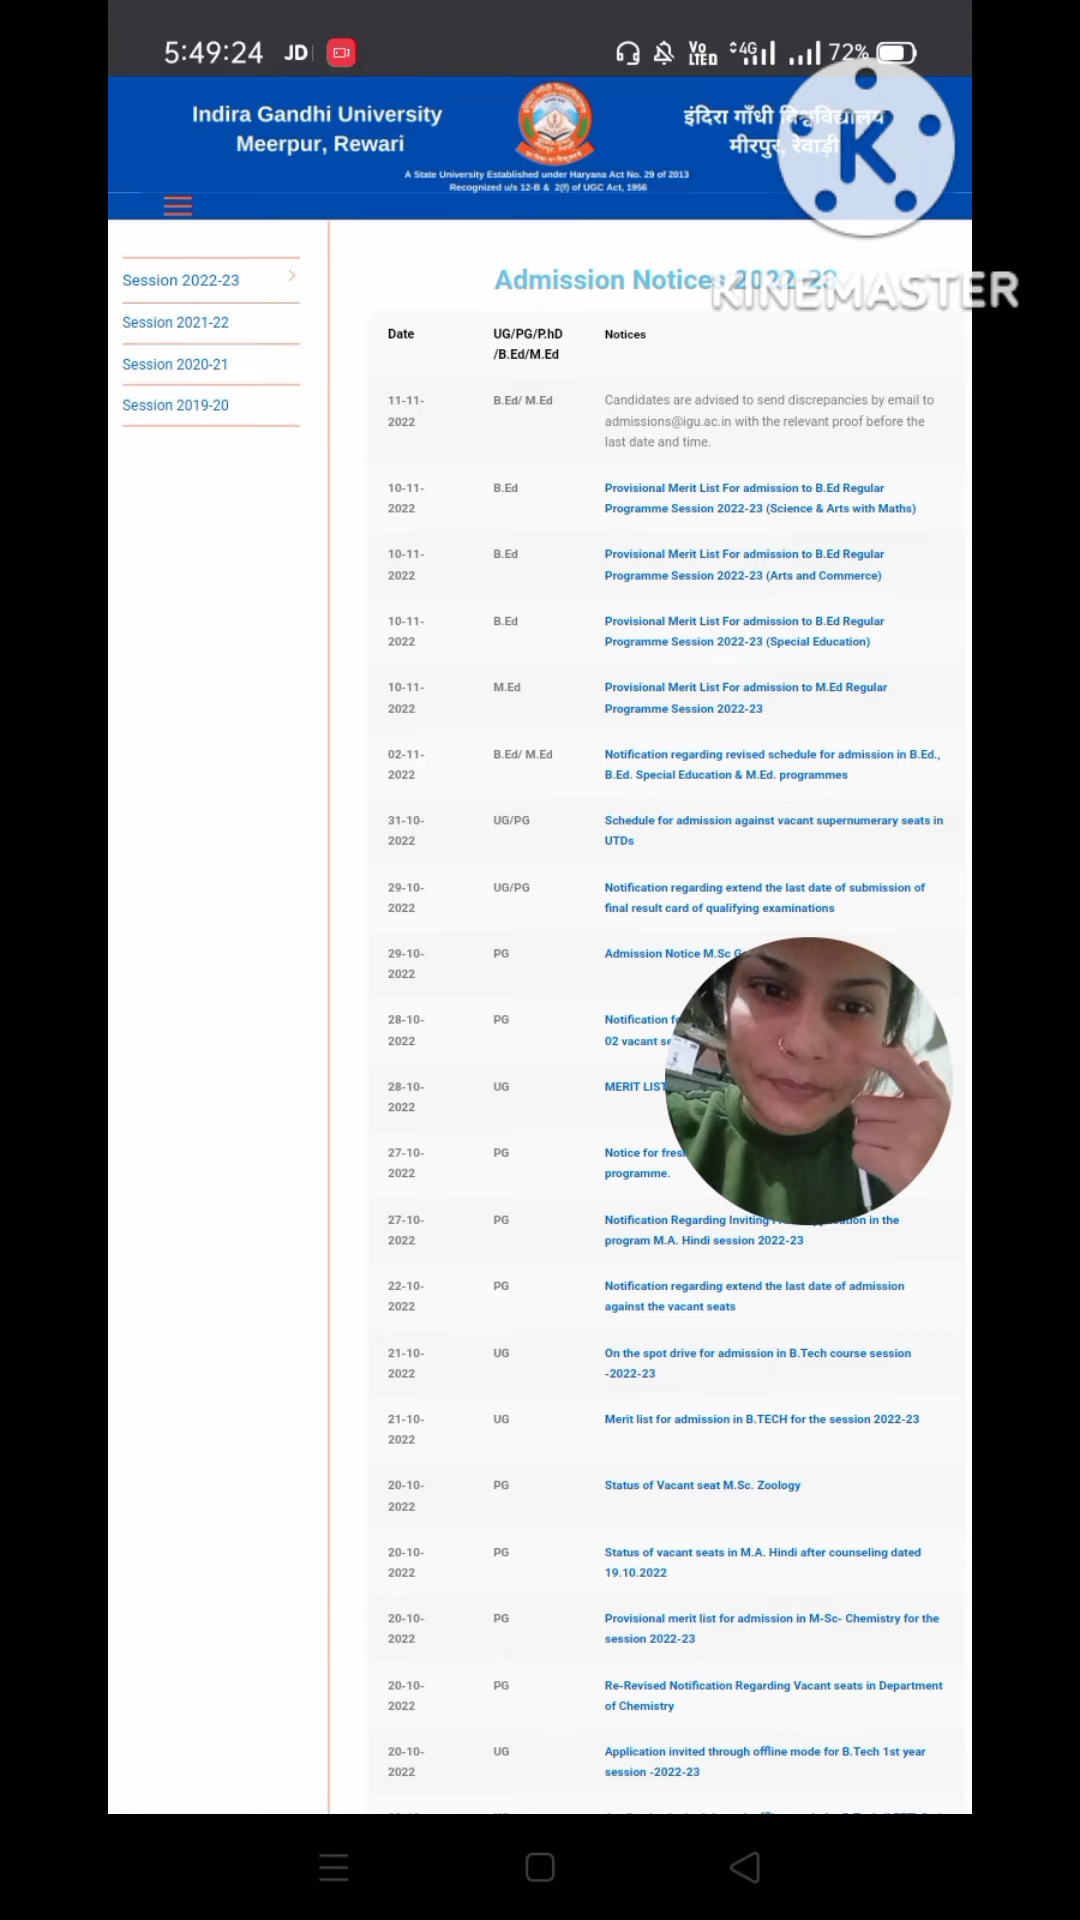 5:49:24 JD
Vo LTE 4G 72%
Indira Gandhi University
Meerpur, Rewari
इंदिरा गाँधी विश्वविद्यालय
मीरपुर, रेवाड़ी
A State University Established under Haryana Act No. 29 of 2013
Recognized u/s 12-B & 2(f) of UGC Act, 1956
K
KINEMASTER
Session 2022-23
Session 2021-22
Session 2020-21
Session 2019-20
Admission Notices 2022-23
Date UG/PG/P.hD Notices
/B.Ed/M.Ed
11-11- B.Ed/ M.Ed Candidates are advised to send discrepancies by email to
2022 admissions@igu.ac.in with the relevant proof before the
last date and time.
10-11- B.Ed Provisional Merit List For admission to B.Ed Regular
2022 Programme Session 2022-23 (Science & Arts with Maths)
10-11- B.Ed Provisional Merit List For admission to B.Ed Regular
2022 Programme Session 2022-23 (Arts and Commerce)
10-11- B.Ed Provisional Merit List For admission to B.Ed Regular
2022 Programme Session 2022-23 (Special Education)
10-11- M.Ed Provisional Merit List For admission to M.Ed Regular
2022 Programme Session 2022-23
02-11- B.Ed/ M.Ed Notification regarding revised schedule for admission in B.Ed.,
2022 B.Ed. Special Education & M.Ed. programmes
31-10- UG/PG Schedule for admission against vacant supernumerary seats in
2022 UTDs
29-10- UG/PG Notification regarding extend the last date of submission of
2022 final result card of qualifying examinations
29-10- PG Admission Notice M.Sc
2022
28-10- PG Notification
2022 02 vacant
28-10- UG MERIT LIST
2022
27-10- PG Notice for
2022 programme.
27-10- PG Notification Regarding Inviting in the
2022 program M.A. Hindi session 2022-23
22-10- PG Notification regarding extend the last date of admission
2022 against the vacant seats
21-10- UG On the spot drive for admission in B.Tech course session
2022 -2022-23
21-10- UG Merit list for admission in B.TECH for the session 2022-23
2022
20-10- PG Status of Vacant seat M.Sc. Zoology
2022
20-10- PG Status of vacant seats in M.A. Hindi after counseling dated
2022 19.10.2022
20-10- PG Provisional merit list for admission in M-Sc- Chemistry for the
2022 session 2022-23
20-10- PG Re-Revised Notification Regarding Vacant seats in Department
2022 of Chemistry
20-10- UG Application invited through offline mode for B.Tech 1st year
2022 session -2022-23